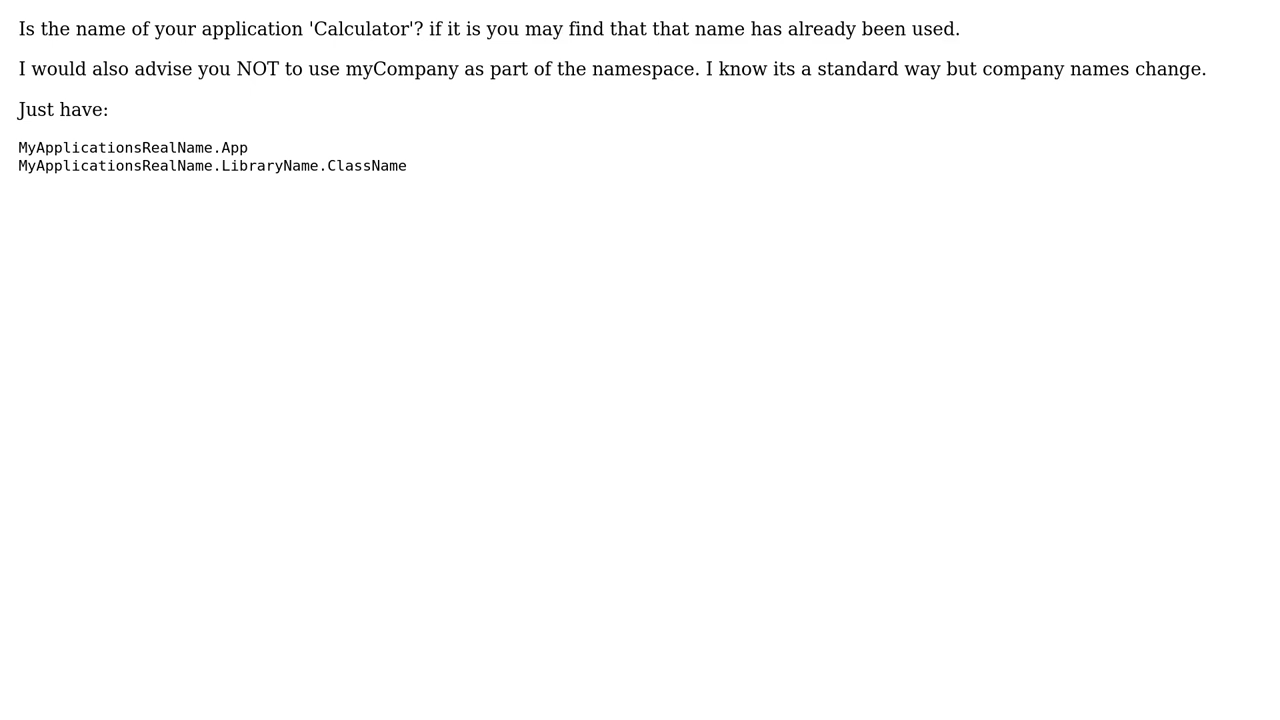 Is the name of your application 'Calculator'? if it is you may find that that name has already been used.
I would also advise you NOT to use myCompany as part of the namespace. I know its a standard way but company names change.
Just have:
MyApplicationsRealName.App
MyApplicationsRealName.LibraryName.ClassName